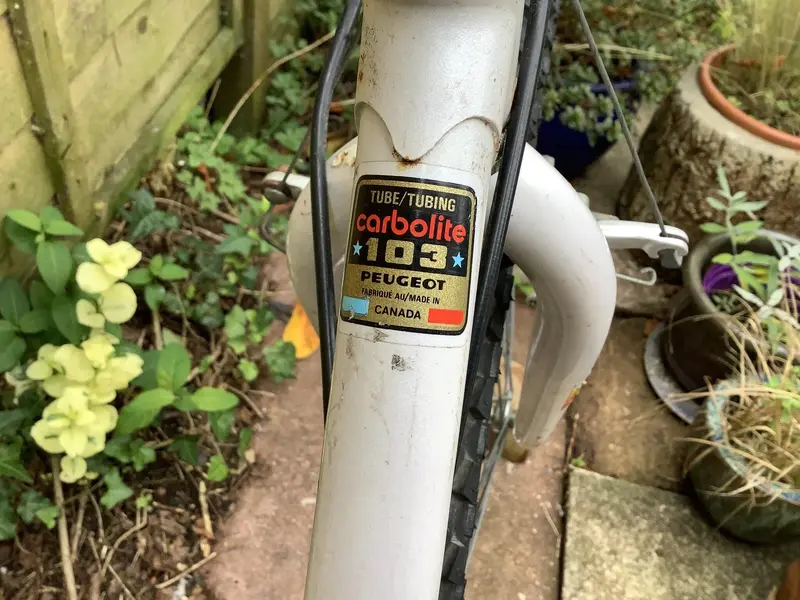 TUBE/TUBING
carbolite
103
PEUGEOT
FABRIQUÉ AU/MADE IN
CANADA